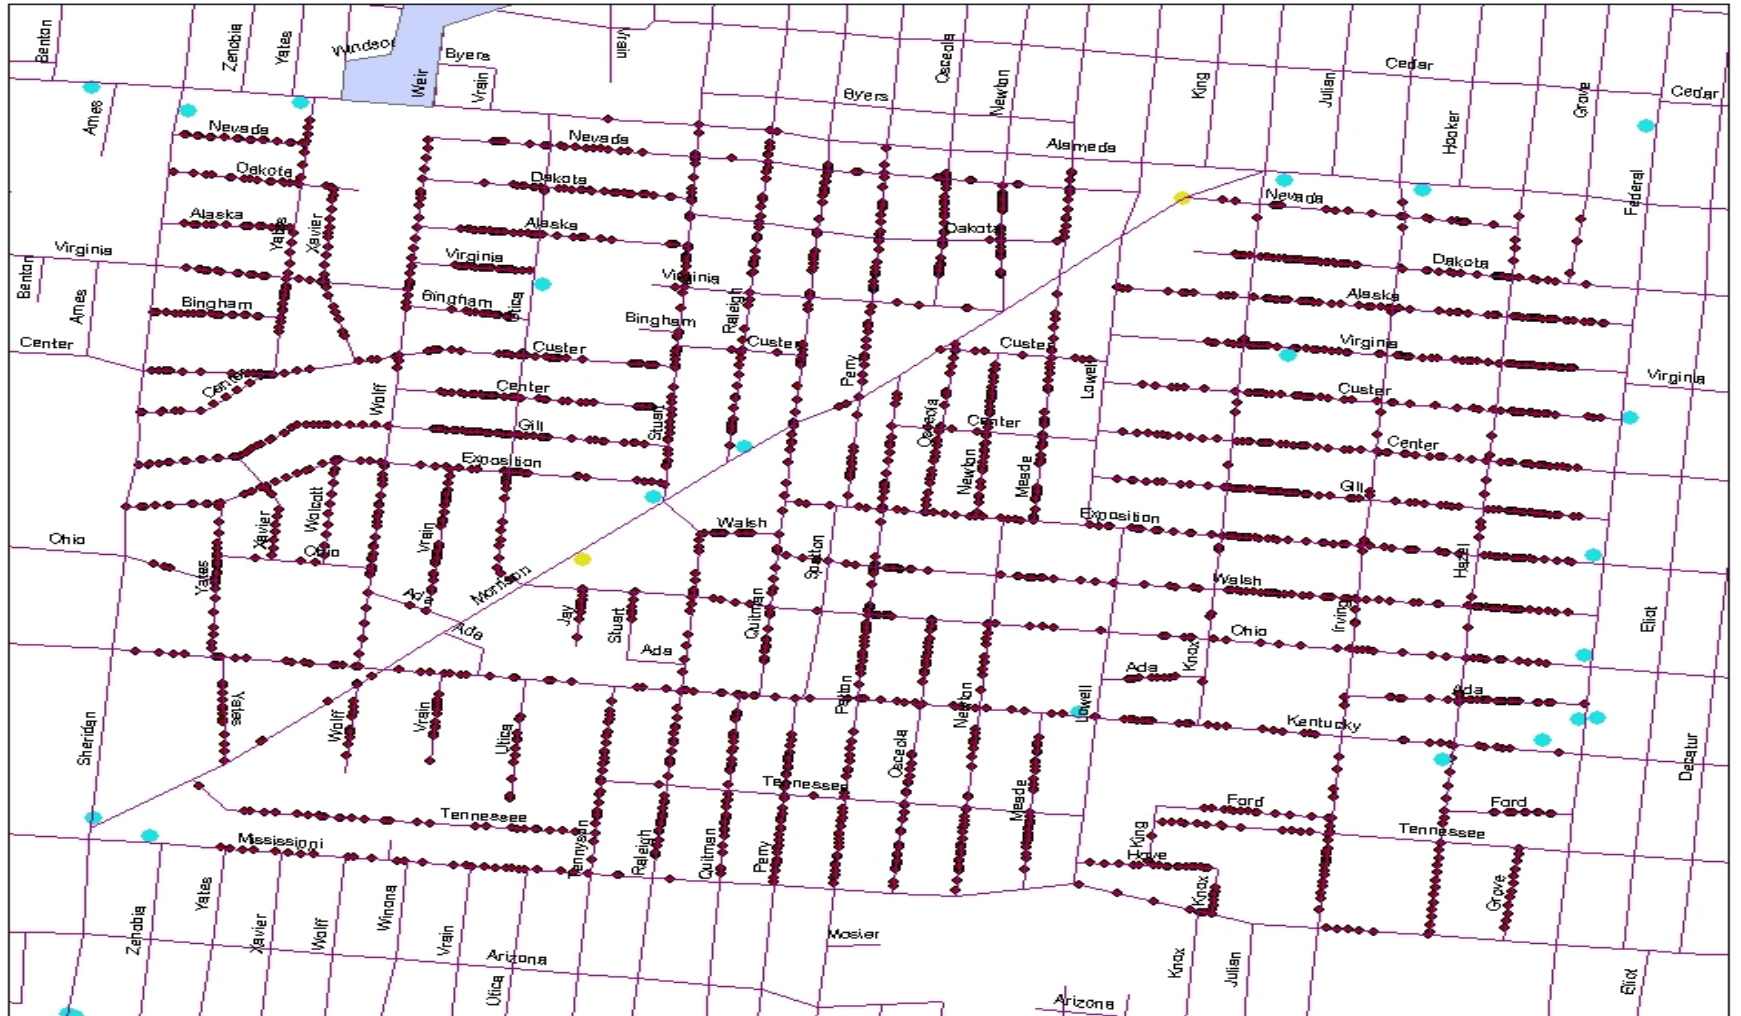 Benton
Zenobia
Yates
Windsor
Weir
Byers
Vrain
Vrain
Osceola
Newton
Byers
King
Julian
Cedar
Grove
Cedar
Hooker
Ames
Nevada
Nevada
Alameda
Federal
Dakota
Dakota
Nevada
Alaska
Yates
Xavier
Alaska
Dakota
Virginia
Virginia
Virginia
Dakota
Benton
Ames
Bingham
Bingham
Utica
Raleigh
Alaska
Bingham
Center
Custer
Custer
Custer
Virginia
Virginia
Center
Wolff
Center
Perry
Lowell
Custer
Stuart
Gill
Osceola
Center
Center
Exposition
Newton
Meade
Gill
Xavier
Wolcott
Vrain
Walsh
Exposition
Ohio
Ohio
Yates
Morrison
Stratton
Hazel
Walsh
Ada
Ada
Jay
Stuart
Quitman
Ohio
Irving
Eliot
Ada
Knox
Ada
Ada
Yates
Wolff
Vrain
Utica
Patton
Newton
Lowell
Kentucky
Sheridan
Osceola
Decatur
Tennessee
Meade
Ford
Ford
Tennessee
Tennessee
Mississippi
Tennyson
Raleigh
Quitman
Perry
King
Howe
Knox
Grove
Zenobia
Yates
Xavier
Wolff
Winona
Vrain
Mosier
Arizona
Utica
Knox
Julian
Eliot
Arizona